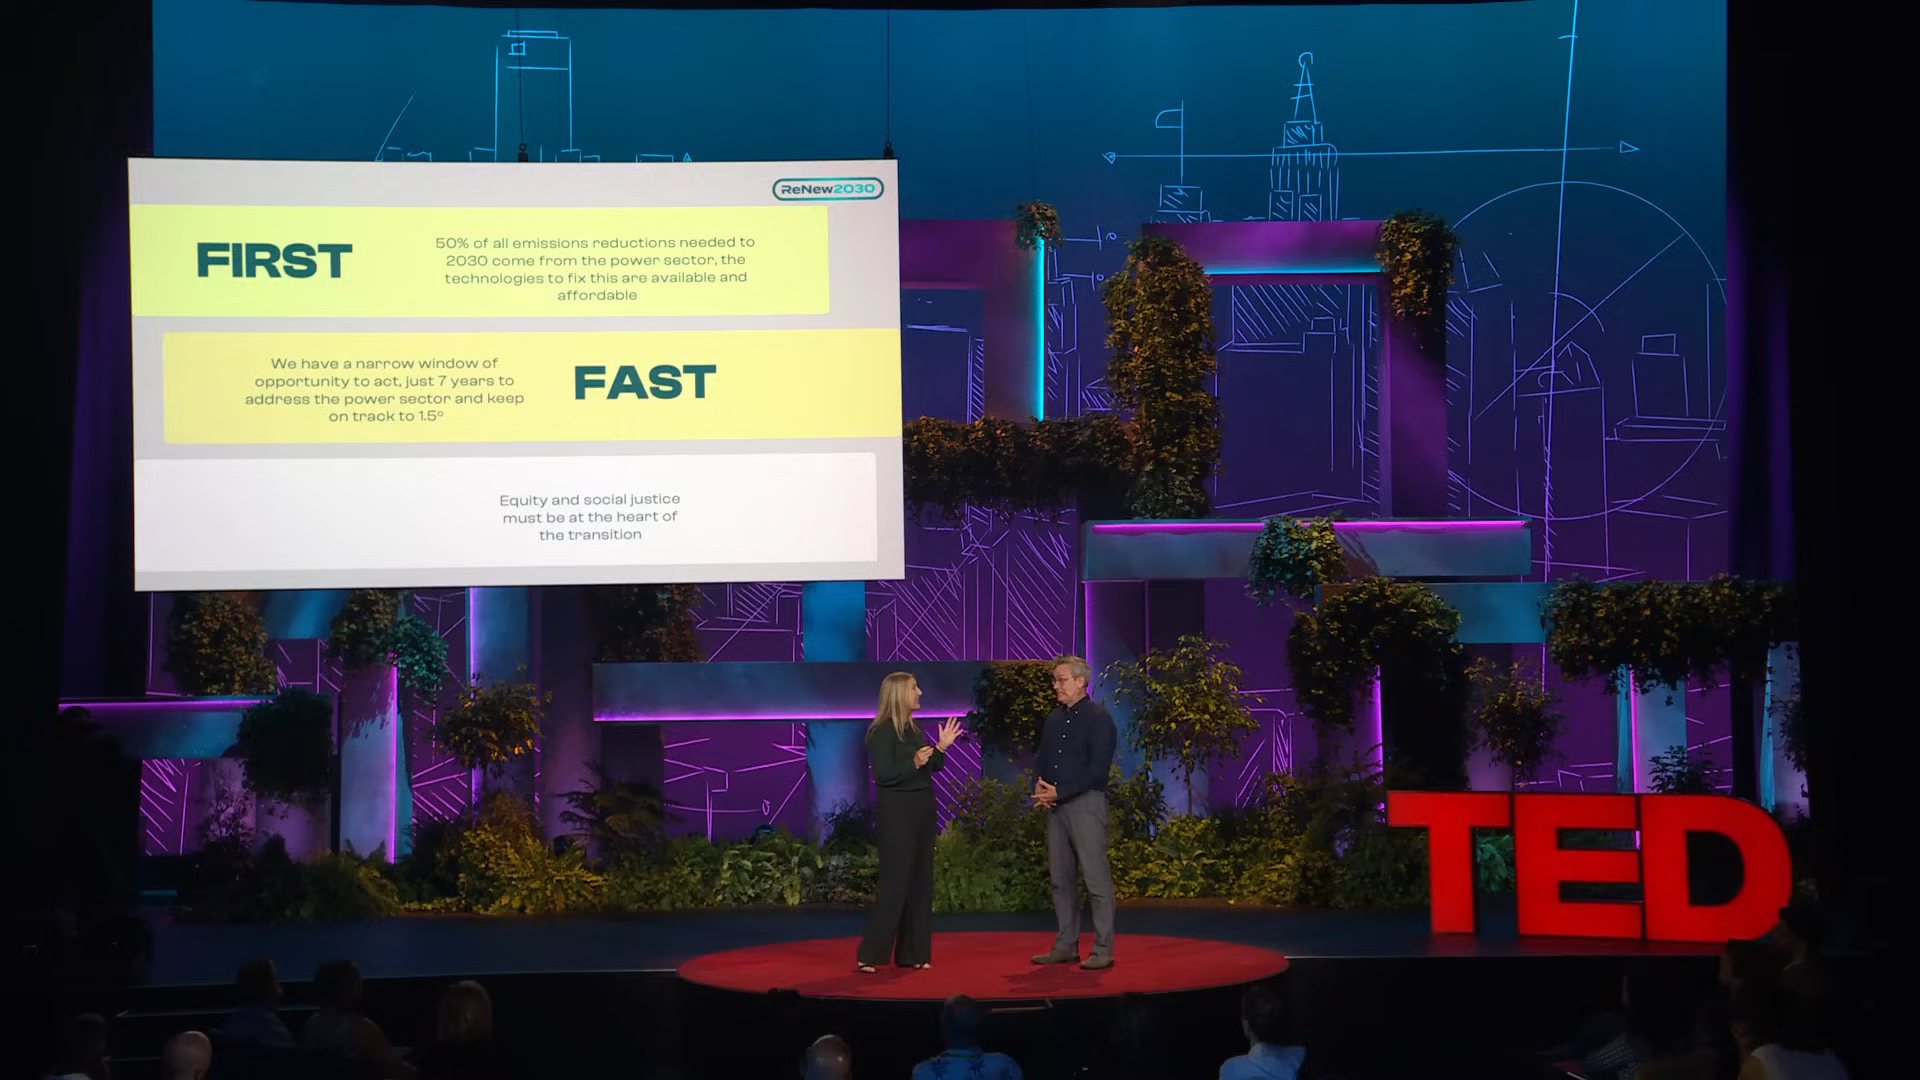 ReNew2030
FIRST
50% of all emissions reductions needed to
2030 come from the power sector, the
technologies to fix this are available and
affordable
We have a narrow window of
opportunity to act, just 7 years to
address the power sector and keep
on track to 1.5°
FAST
Equity and social justice
must be at the heart of
the transition
TED